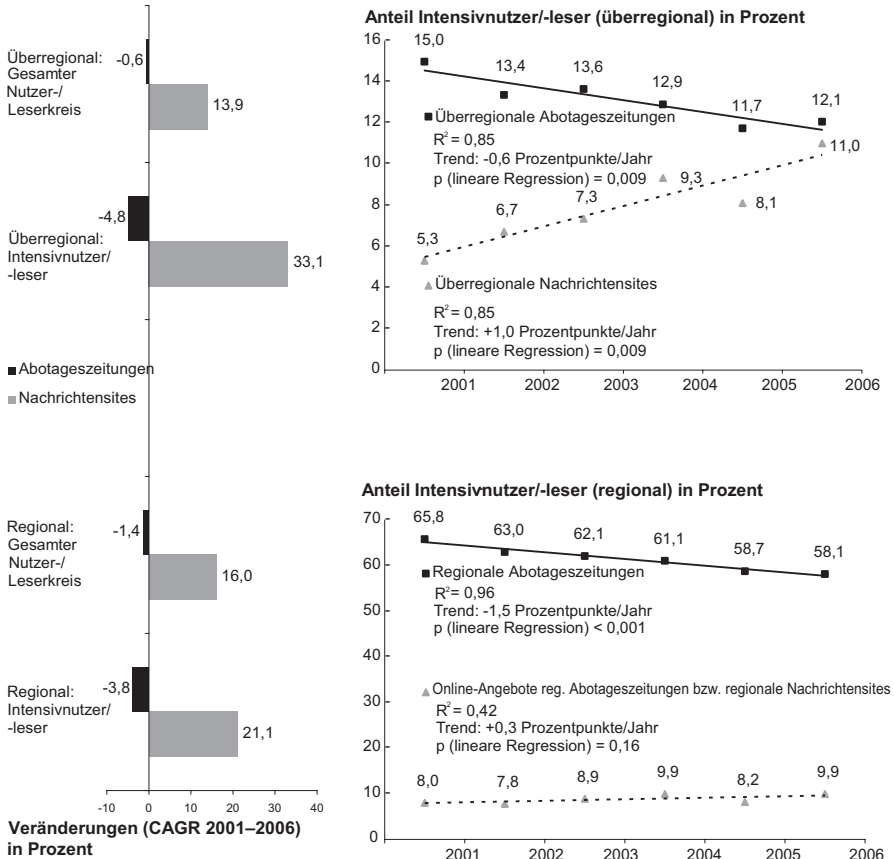 Überregional:
Gesamter
Nutzer-/
Leserkreis
-0,6
13,9
Überregional:
Intensivnutzer/
-leser
-4,8
33,1
Abotageszeitungen
Nachrichtensites
Regional:
Gesamter
Nutzer-/
Leserkreis
-1,4
16,0
Regional:
Intensivnutzer/
-leser
-3,8
21,1
-10 0 10 20 30 40
Veränderungen (CAGR 2001–2006)
in Prozent
Anteil Intensivnutzer/-leser (überregional) in Prozent
16
14
12
10
8
6
4
2
0
15,0 13,4 13,6 12,9 11,7 12,1
Überregionale Abotageszeitungen
R² = 0,85
Trend: -0,6 Prozentpunkte/Jahr
p (lineare Regression) = 0,009
5,3 6,7 7,3 9,3 8,1 11,0
Überregionale Nachrichtensites
R² = 0,85
Trend: +1,0 Prozentpunkte/Jahr
p (lineare Regression) = 0,009
2001 2002 2003 2004 2005 2006
Anteil Intensivnutzer/-leser (regional) in Prozent
70
60
50
40
30
20
10
0
65,8 63,0 62,1 61,1 58,7 58,1
Regionale Abotageszeitungen
R² = 0,96
Trend: -1,5 Prozentpunkte/Jahr
p (lineare Regression) < 0,001
Online-Angebote reg. Abotageszeitungen bzw. regionale Nachrichtensites
R² = 0,42
Trend: +0,3 Prozentpunkte/Jahr
p (lineare Regression) = 0,16
8,0 7,8 8,9 9,9 8,2 9,9
2001 2002 2003 2004 2005 2006